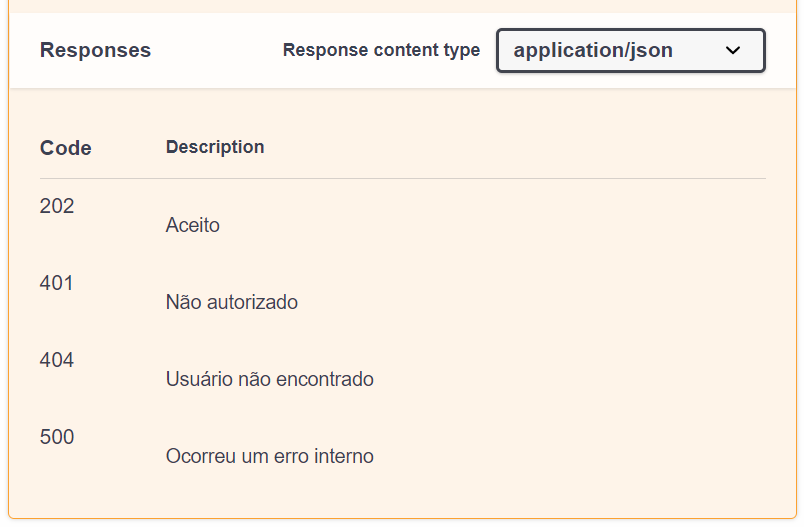 Responses
Response content type
application/json
Code Description
202
Aceito
401
Não autorizado
404
Usuário não encontrado
500
Ocorreu um erro interno